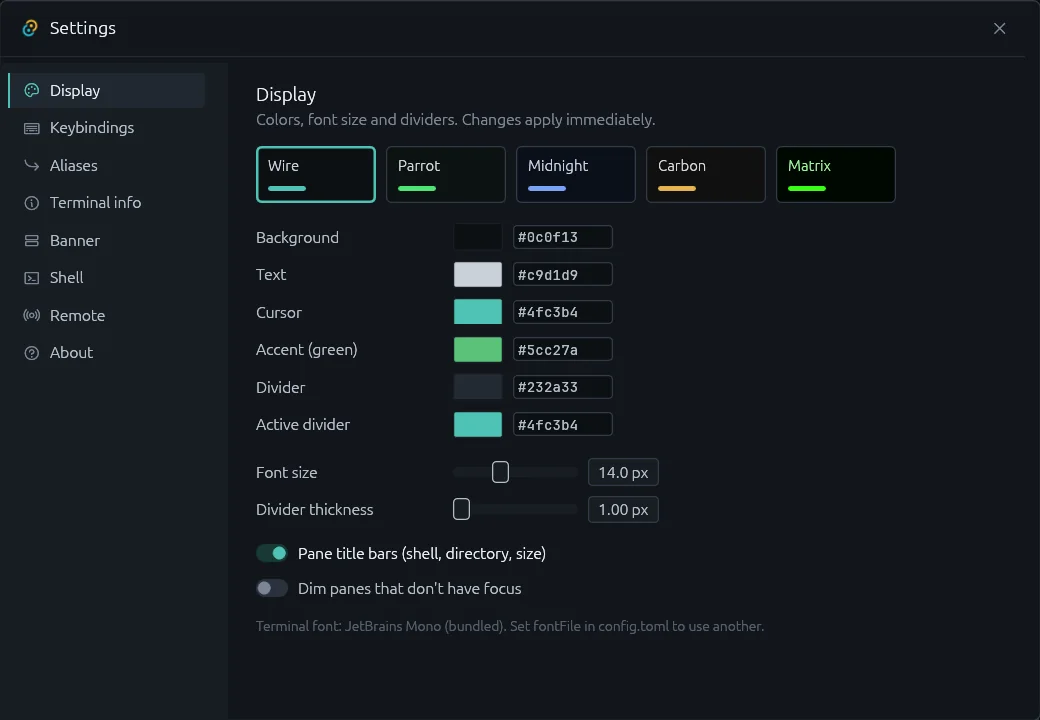 Settings
Display
Keybindings
Aliases
Terminal info
Banner
Shell
Remote
About
Display
Colors, font size and dividers. Changes apply immediately.
Wire Parrot Midnight Carbon Matrix
Background #0c0f13
Text #c9d1d9
Cursor #4fc3b4
Accent (green) #5cc27a
Divider #232a33
Active divider #4fc3b4
Font size 14.0 px
Divider thickness 1.00 px
Pane title bars (shell, directory, size)
Dim panes that don't have focus
Terminal font: JetBrains Mono (bundled). Set fontFile in config.toml to use another.